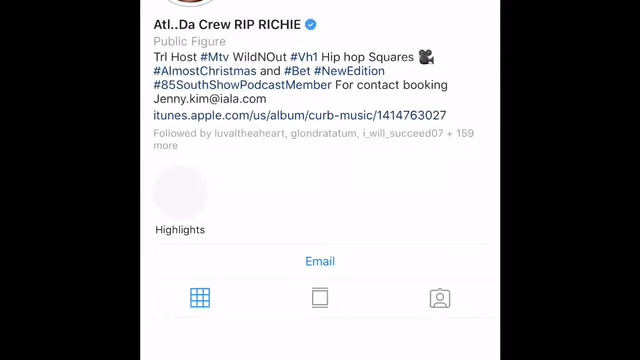 Atl..Da Crew RIP RICHIE
Public Figure
Trl Host #Mtv WildNOut #Vh1 Hip hop Squares 🎥
#AlmostChristmas and #Bet #NewEdition
#85SouthShowPodcastMember For contact booking
Jenny.kim@iala.com
itunes.apple.com/us/album/curb-music/1414763027
Followed by luvaltheaheart, glondratatum, i_will_succeed07 + 159
more
Highlights
Email